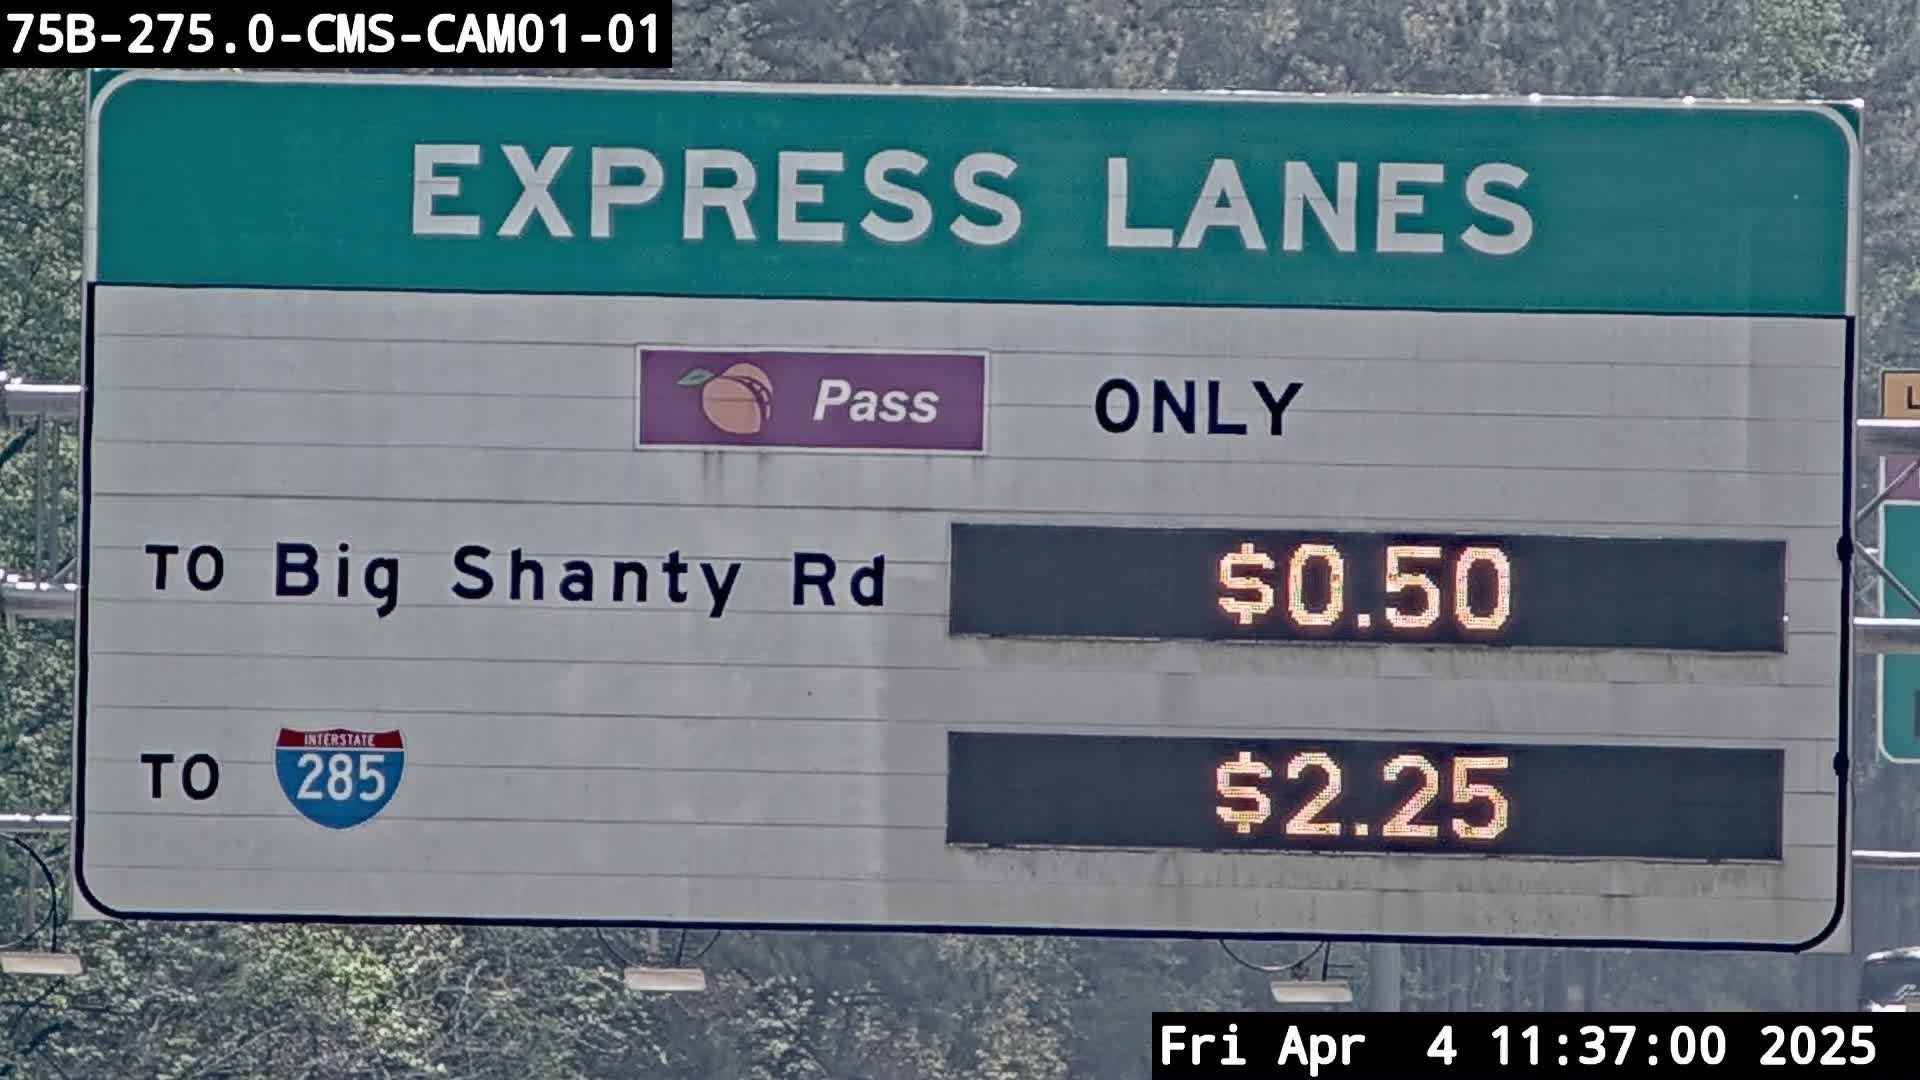 75B-275.0-CMS-CAM01-01
EXPRESS LANES
Pass ONLY
TO Big Shanty Rd $0.50
TO INTERSTATE 285 $2.25
Fri Apr 4 11:37:00 2025